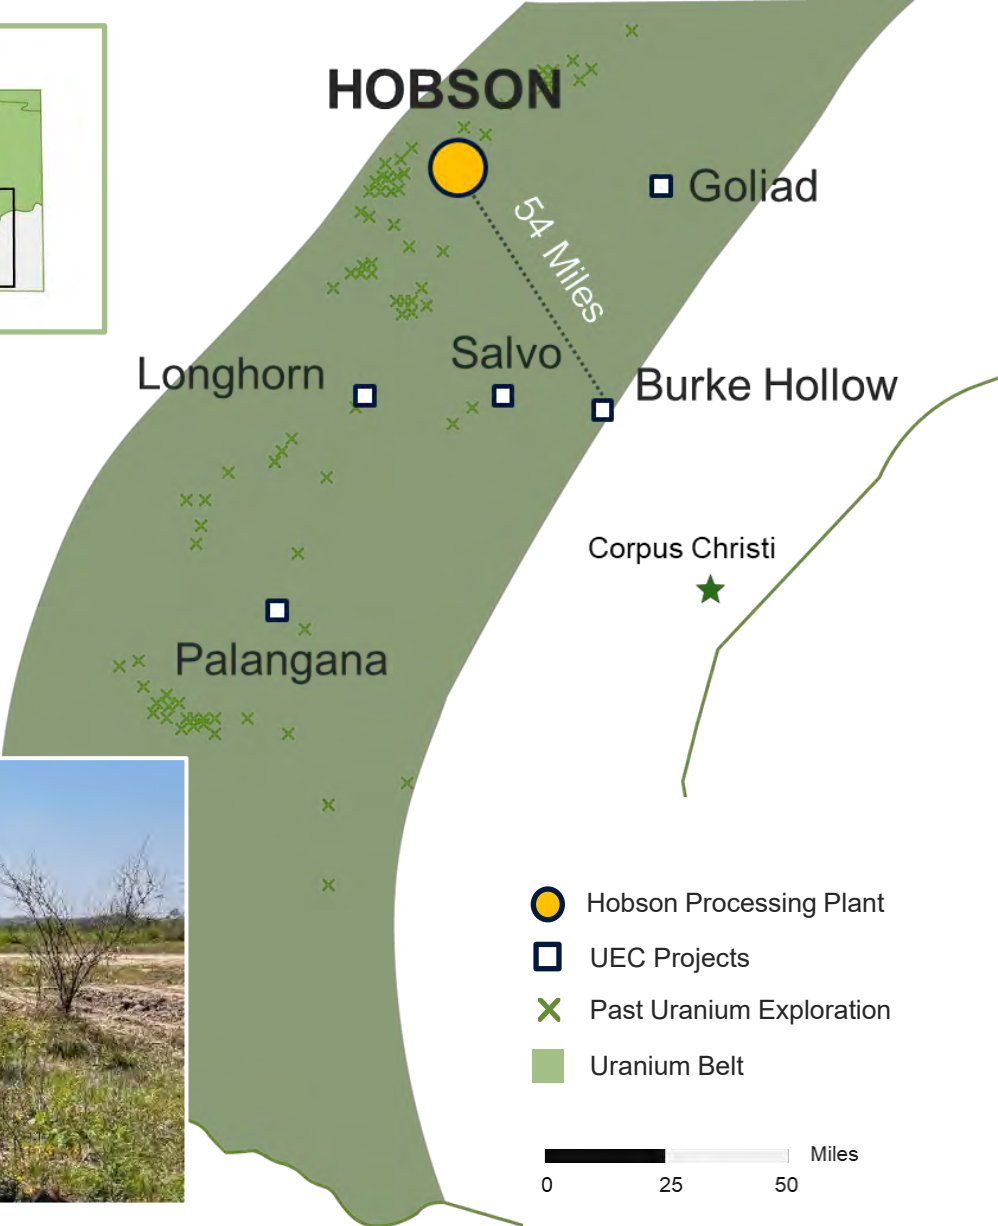 HOBSON
Goliad
54 Miles
Salvo
Longhorn
Burke Hollow
Corpus Christi
Palangana
Hobson Processing Plant
UEC Projects
Past Uranium Exploration
Uranium Belt
Miles
0 25 50